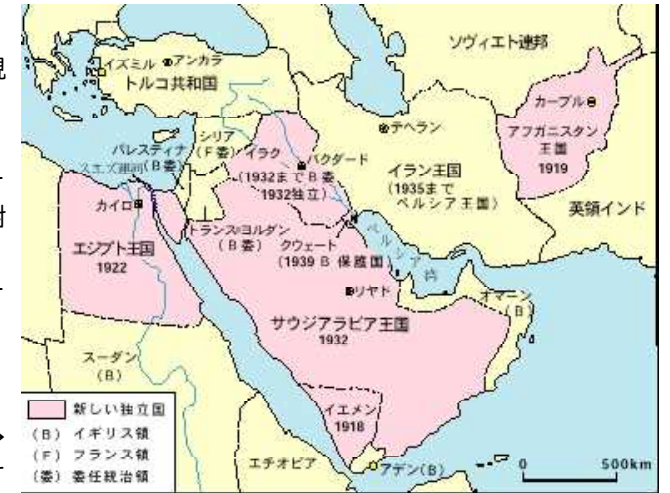 ソヴィエト連邦
イズミル
アンカラ
トルコ共和国
カーブル
アフガニスタン
王国
1919
テヘラン
シリア
(F委)
パレスティナ
(B委)
スエズ運河
イラク
バクダード
(1932までB委
1932独立)
イラン王国
(1935まで
ペルシア王国)
英領インド
カイロ
トランスヨルダン
(B委)
クウェート
(1939 B 保護国)
ペルシア湾
エジプト王国
1922
リヤド
オマーン
(B)
サウジアラビア王国
1932
スーダン
(B)
イエメン
1918
エチオピア
アデン(B)
新しい独立国
(B) イギリス領
(F) フランス領
(委) 委任統治領
0 500km